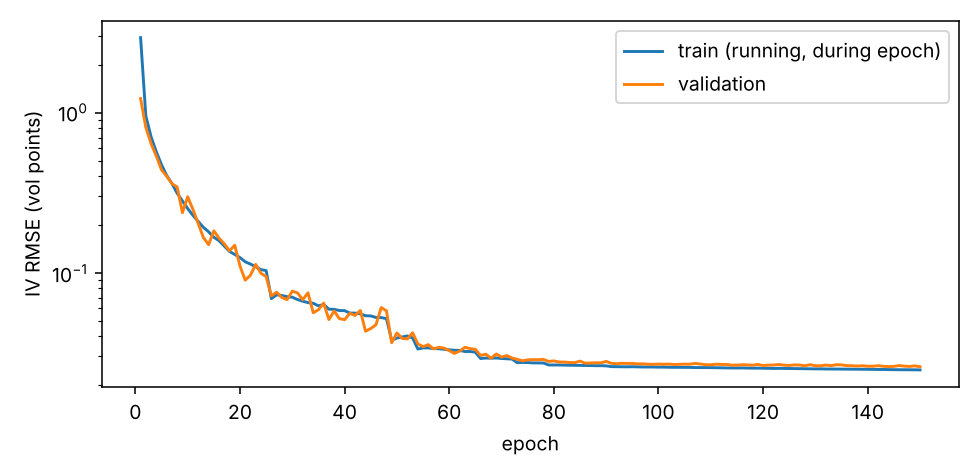 train (running, during epoch)
validation
10⁰
10⁻¹
IV RMSE (vol points)
0 20 40 60 80 100 120 140
epoch